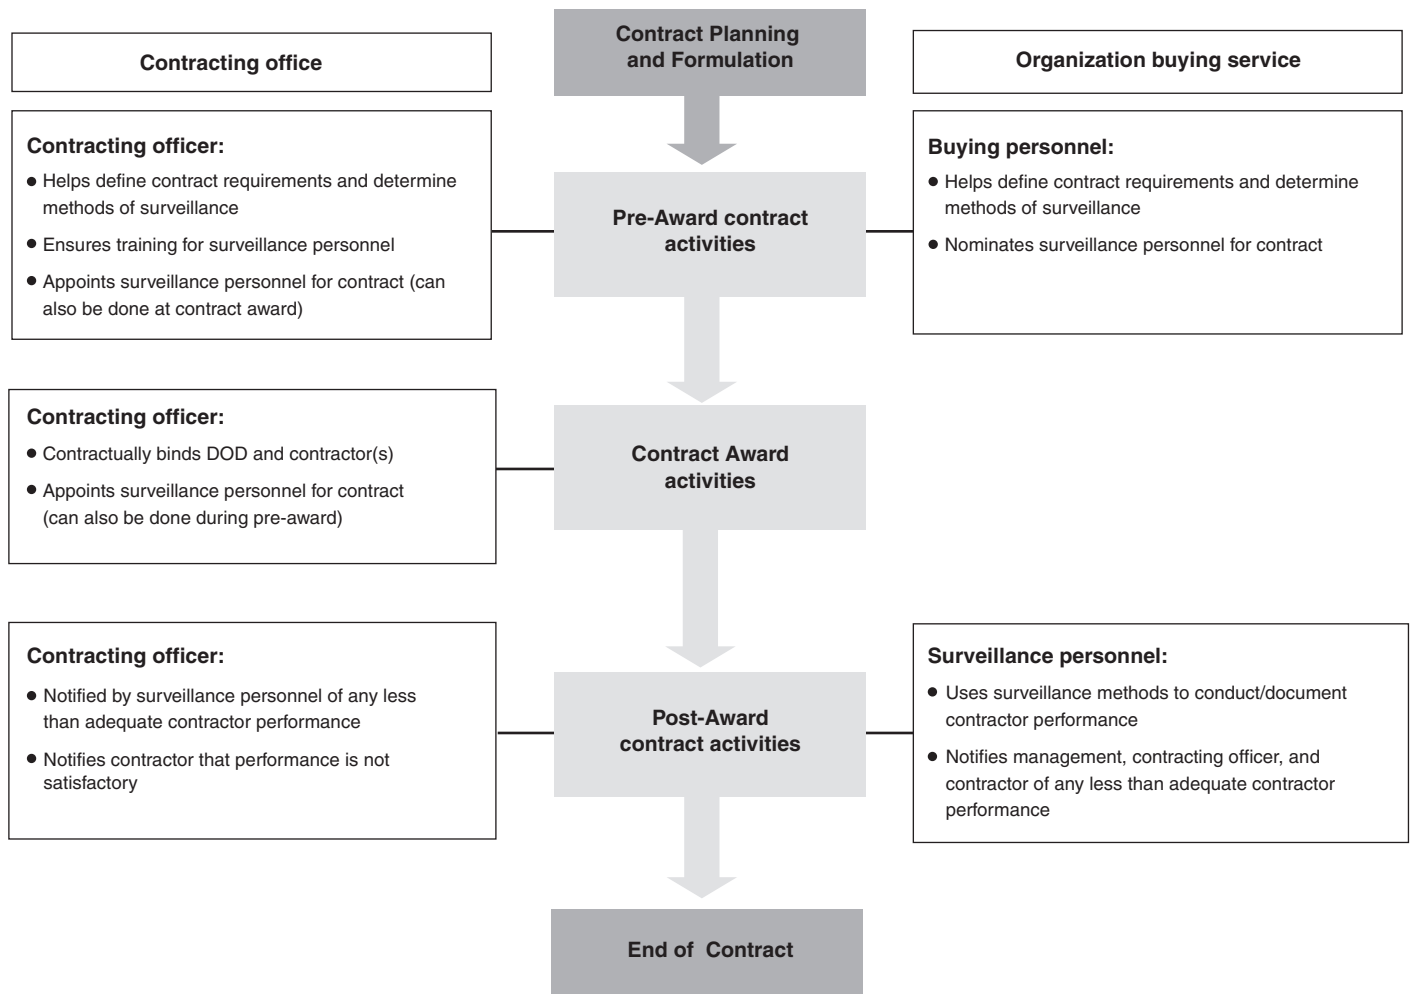 Contract Planning
and Formulation
Contracting office
Organization buying service
Contracting officer:
● Helps define contract requirements and determine
methods of surveillance
● Ensures training for surveillance personnel
● Appoints surveillance personnel for contract (can
also be done at contract award)
Pre-Award contract
activities
Buying personnel:
● Helps define contract requirements and determine
methods of surveillance
● Nominates surveillance personnel for contract
Contracting officer:
● Contractually binds DOD and contractor(s)
● Appoints surveillance personnel for contract
(can also be done during pre-award)
Contract Award
activities
Contracting officer:
● Notified by surveillance personnel of any less
than adequate contractor performance
● Notifies contractor that performance is not
satisfactory
Post-Award
contract activities
Surveillance personnel:
● Uses surveillance methods to conduct/document
contractor performance
● Notifies management, contracting officer, and
contractor of any less than adequate contractor
performance
End of Contract